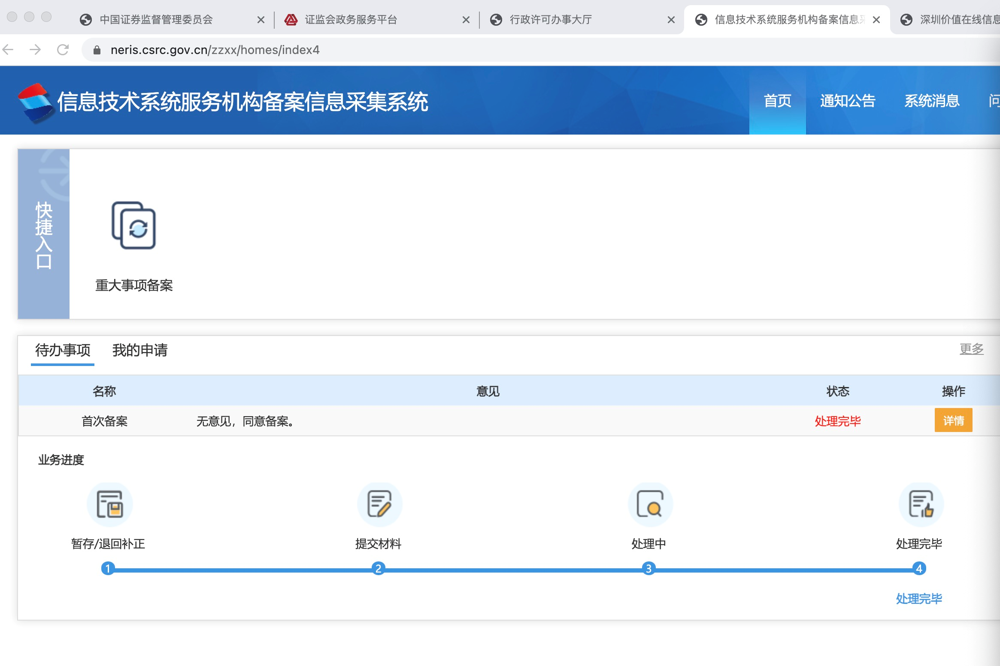 中国证券监督管理委员会
证监会政务服务平台
行政许可办事大厅
信息技术系统服务机构备案信息
深圳价值在线信息
neris.csrc.gov.cn/zzxx/homes/index4
信息技术系统服务机构备案信息采集系统
首页 通知公告 系统消息 问
快捷入口
重大事项备案
待办事项 我的申请 更多
名称 意见 状态 操作
首次备案 无意见，同意备案。 处理完毕 详情
业务进度
暂存/退回补正 提交材料 处理中 处理完毕
1 2 3 4
处理完毕